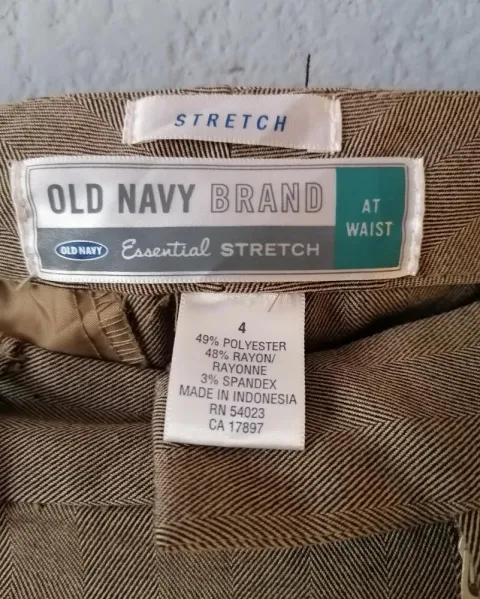 STRETCH
OLD NAVY BRAND
AT
WAIST
OLD NAVY Essential STRETCH
4
49% POLYESTER
48% RAYON/
RAYONNE
3% SPANDEX
MADE IN INDONESIA
RN 54023
CA 17897